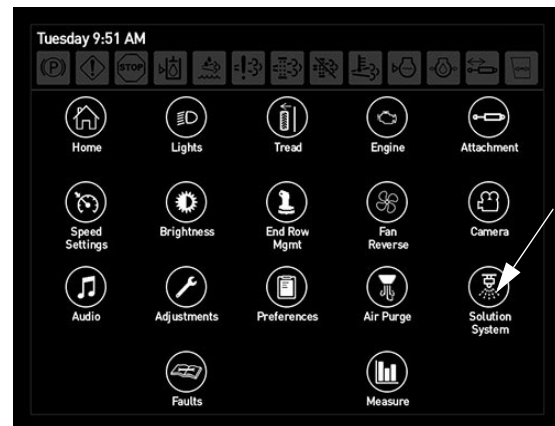 Tuesday 9:51 AM
(P) STOP
Home Lights Tread Engine Attachment
Speed Settings Brightness End Row Mgmt Fan Reverse Camera
Audio Adjustments Preferences Air Purge Solution System
Faults Measure